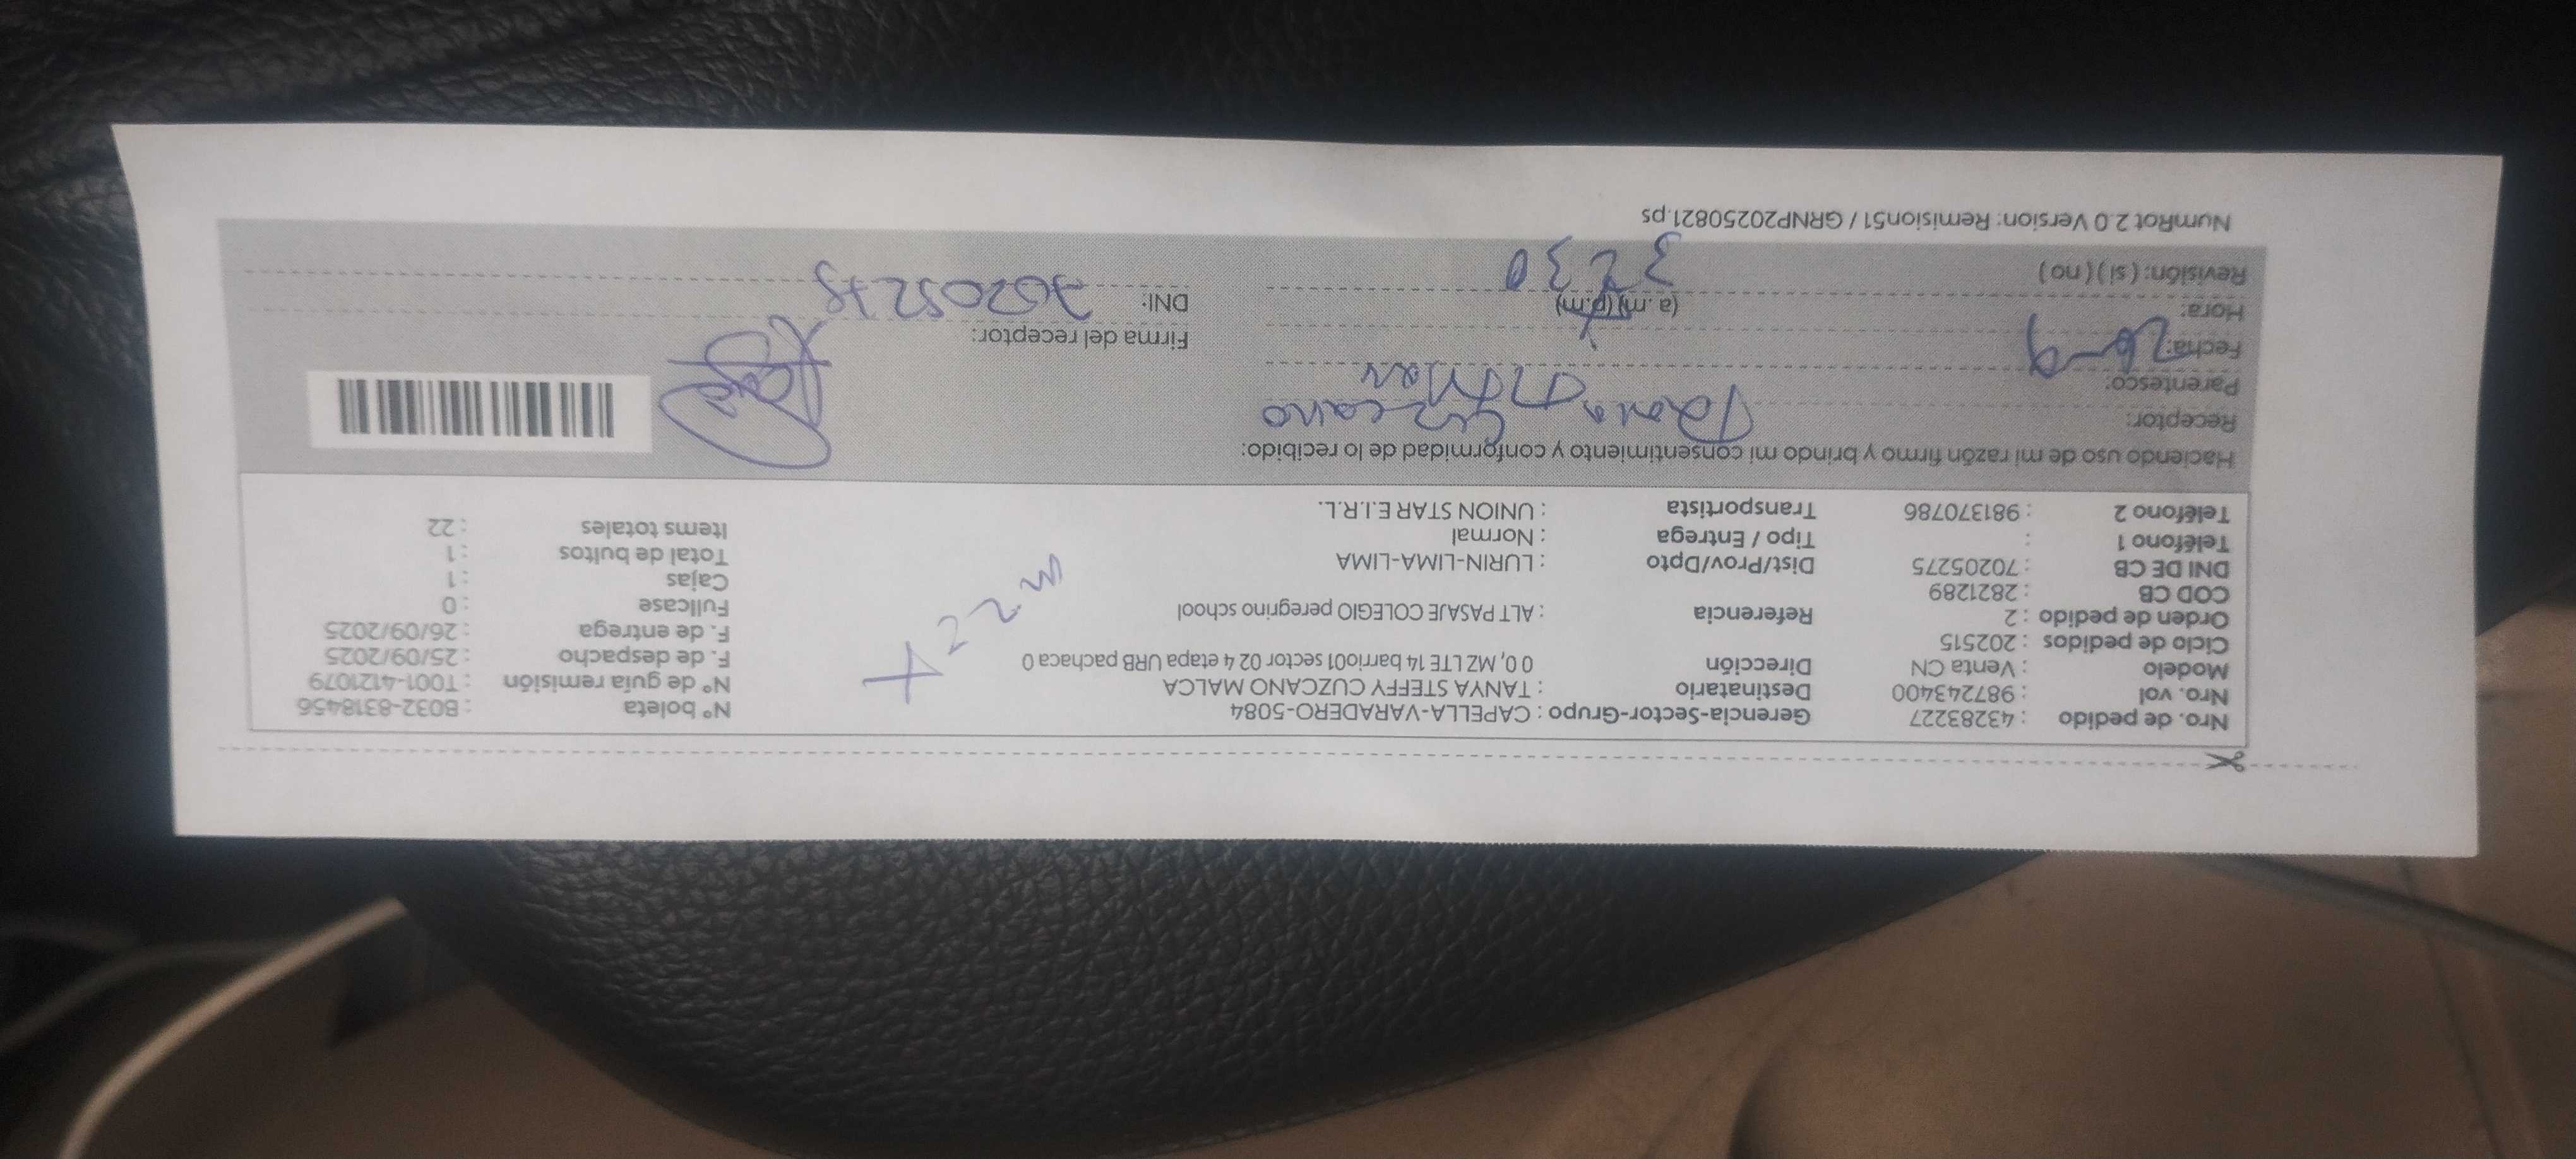 Nro. de pedido : 43283227 Gerencia-Sector-Grupo : CAPELLA-VARADERO-5084 N° boleta : B032-8318456
Nro. vol : 987243400 Destinatario : TANYA STEFFY CUZCANO MALCA N° de guia remisión : T001-4121079
Modelo : Venta CN Dirección 0 0, MZ LTE 14 barrio01 sector 02 4 etapa URB pachaca 0 F. de despacho : 25/09/2025
Ciclo de pedidos : 202515 F. de entrega : 26/09/2025
Orden de pedido : 2 Referencia : ALT PASAJE COLEGIO peregrino school Fullcase : 0
COD CB : 2821289 Cajas : 1
DNI DE CB : 70205275 Dist/Prov/Dpto : LURIN-LIMA-LIMA Total de bultos : 1
Teléfono 1 : Tipo / Entrega : Normal Items totales : 22
Teléfono 2 : 981370786 Transportista : UNION STAR E.I.R.L.
Haciendo uso de mi razón firmo y brindo mi consentimiento y conformidad de lo recibido:
Receptor: Cuzcano
Parentesco:
Fecha: 26-9 Firma del receptor:
Hora: (a. m) (p.m) DNI:
Revisión: ( si ) ( no )
NumRot 2.0 Version: Remision51 / GRNP20250821.ps